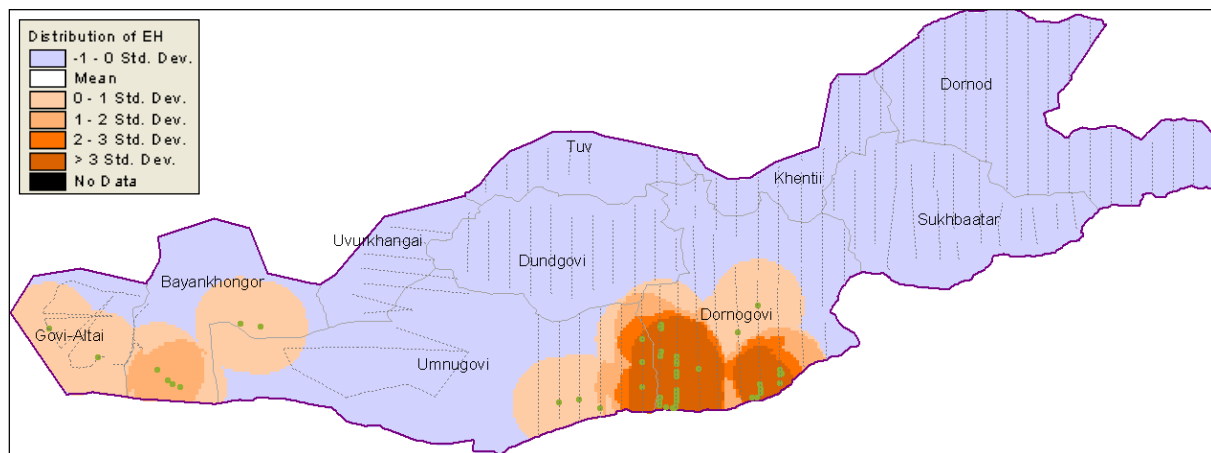 Distribution of EH
-1 - 0 Std. Dev.
Mean
0 - 1 Std. Dev.
1 - 2 Std. Dev.
2 - 3 Std. Dev.
> 3 Std. Dev.
No Data
Dornod
Tuv
Khentii
Sukhbaatar
Uvurkhangai
Dundgovi
Bayankhongor
Dornogovi
Govi-Altai
Umnugovi